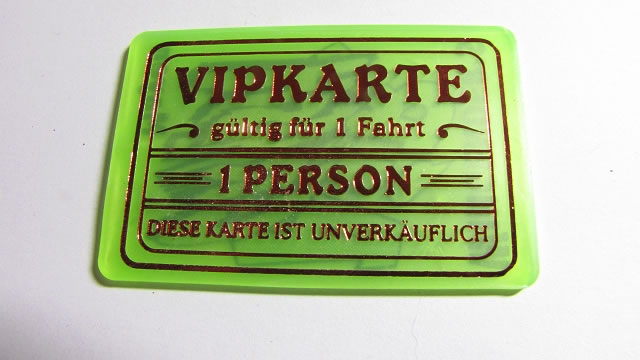 VIPKARTE
gültig für 1 Fahrt
1 PERSON
DIESE KARTE IST UNVERKÄUFLICH